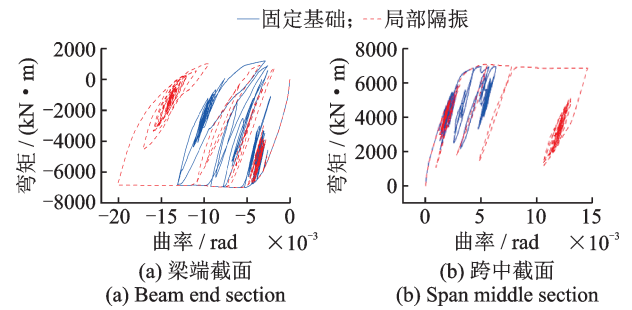 固定基础; 局部隔振
弯矩 / (kN·m)
2000
0
−2000
−4000
−6000
−8000
−20 −15 −10 −5 0
曲率 / rad ×10⁻³
(a) 梁端截面
(a) Beam end section
弯矩 / (kN·m)
8000
6000
4000
2000
0
0 5 10 15
曲率 / rad ×10⁻³
(b) 跨中截面
(b) Span middle section